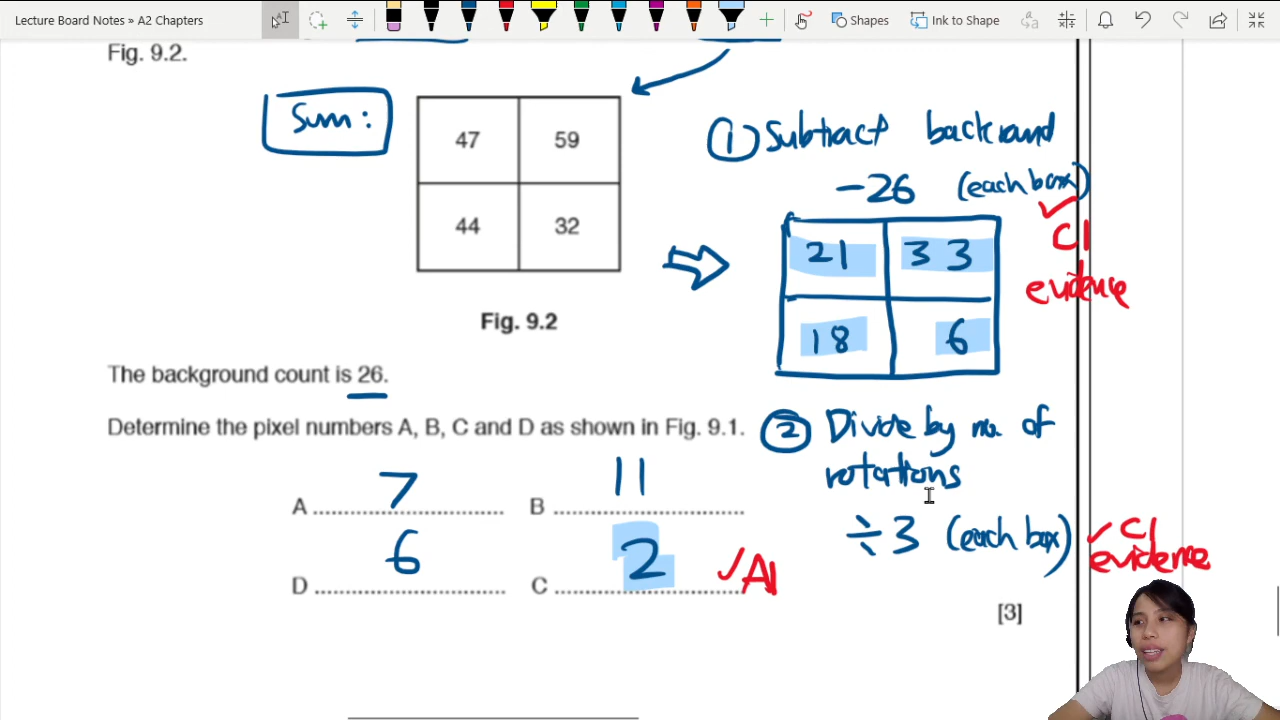 Lecture Board Notes » A2 Chapters
Shapes
Ink to Shape
Fig. 9.2.
Sum:
47 59
44 32
Fig. 9.2
① Subtract backround
-26 (each box)
✓ C1
evidence
21 33
18 6
The background count is 26.
Determine the pixel numbers A, B, C and D as shown in Fig. 9.1.
② Divide by no. of
rotations
÷3 (each box)
✓ C1
evidence
A 7 B 11
D 6 C 2 ✓A1
[3]